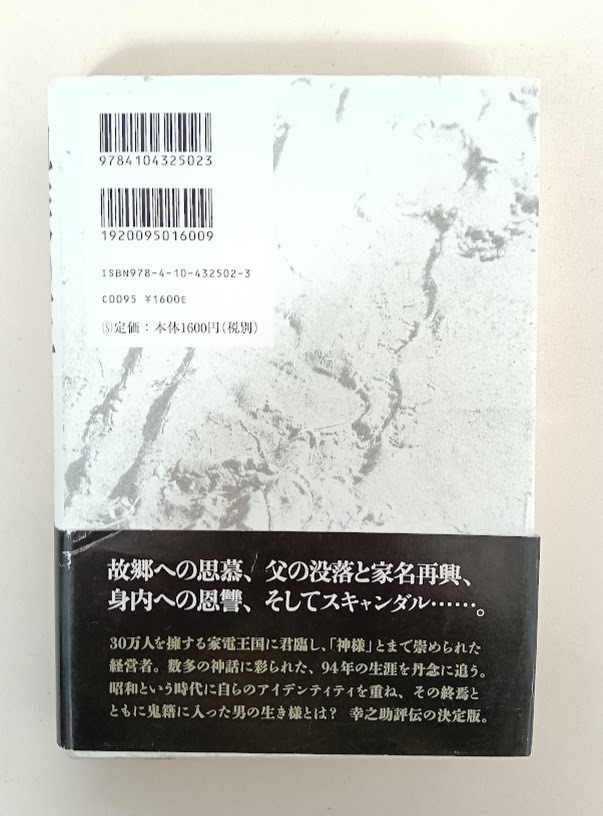 9784104325023
1920095016009
ISBN978-4-10-432502-3
C0095 ¥1600E
Ⓢ定価：本体1600円（税別）
故郷への思慕、父の没落と家名再興、
身内への恩讐、そしてスキャンダル……。
30万人を擁する家電王国に君臨し、「神様」とまで崇められた
経営者。数多の神話に彩られた、94年の生涯を丹念に追う。
昭和という時代に自らのアイデンティティを重ね、その終焉と
ともに鬼籍に入った男の生き様とは？ 幸之助評伝の決定版。